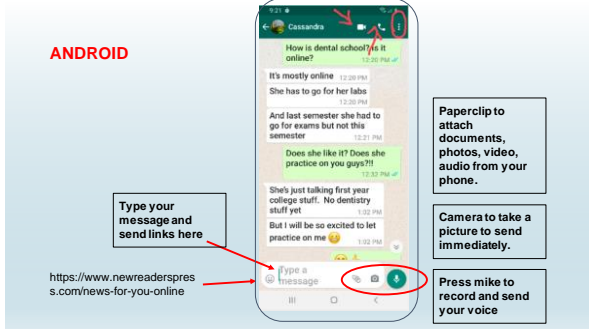 ANDROID
9:21
Cassandra
How is dental school? is it
online?
12:20 PM
It's mostly online 12:20 PM
She has to go for her labs
12:20 PM
And last semester she had to
go for exams but not this
semester 12:21 PM
Does she like it? Does she
practice on you guys?!!
12:32 PM
She's just talking first year
college stuff. No dentistry
stuff yet 1:02 PM
But I will be so excited to let
practice on me 1:02 PM
Type a
message
Type your
message and
send links here
https://www.newreaderspres
s.com/news-for-you-online
Paperclip to
attach
documents,
photos, video,
audio from your
phone.
Camera to take a
picture to send
immediately.
Press mike to
record and send
your voice